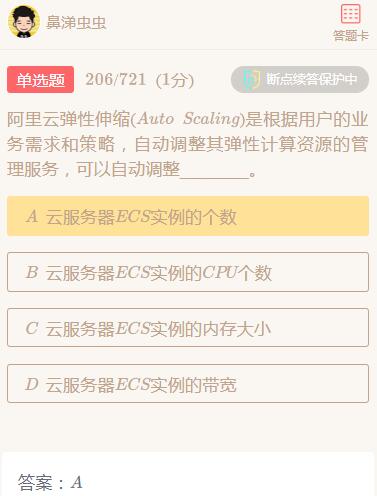 鼻涕虫虫
答题卡
单选题 206/721 (1分) 断点续答保护中
阿里云弹性伸缩(Auto Scaling)是根据用户的业
务需求和策略，自动调整其弹性计算资源的管
理服务，可以自动调整_______。
A 云服务器ECS实例的个数
B 云服务器ECS实例的CPU个数
C 云服务器ECS实例的内存大小
D 云服务器ECS实例的带宽
答案：A